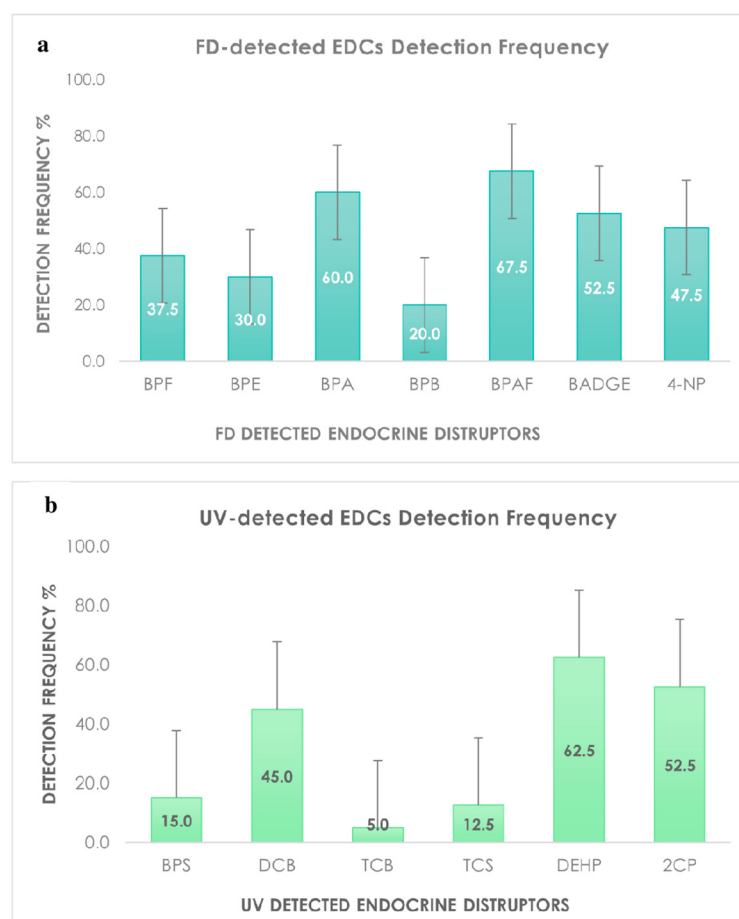 a
FD-detected EDCs Detection Frequency
DETECTION FREQUENCY %
100.0
80.0
60.0
40.0
20.0
0.0
37.5
30.0
60.0
20.0
67.5
52.5
47.5
BPF BPE BPA BPB BPAF BADGE 4-NP
FD DETECTED ENDOCRINE DISTRUPTORS
b
UV-detected EDCs Detection Frequency
DETECTION FREQUENCY %
100.0
80.0
60.0
40.0
20.0
0.0
15.0
45.0
5.0
12.5
62.5
52.5
BPS DCB TCB TCS DEHP 2CP
UV DETECTED ENDOCRINE DISTRUPTORS